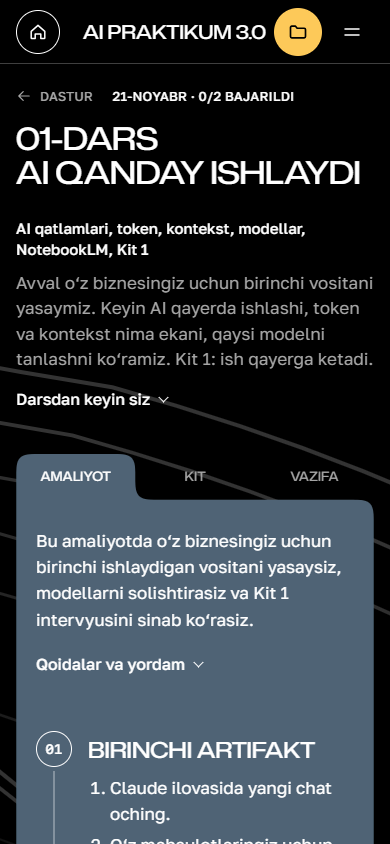 AI PRAKTIKUM 3.0
← DASTUR 21-NOYABR · 0/2 BAJARILDI
01-DARS
AI QANDAY ISHLAYDI
AI qatlamlari, token, kontekst, modellar,
NotebookLM, Kit 1
Avval oʻz biznesingiz uchun birinchi vositani
yasaymiz. Keyin AI qayerda ishlashi, token
va kontekst nima ekani, qaysi modelni
tanlashni koʻramiz. Kit 1: ish qayerga ketadi.
Darsdan keyin siz
AMALIYOT KIT VAZIFA
Bu amaliyotda oʻz biznesingiz uchun
birinchi ishlaydigan vositani yasaysiz,
modellarni solishtirasiz va Kit 1
intervyusini sinab koʻrasiz.
Qoidalar va yordam
01 BIRINCHI ARTIFAKT
1. Claude ilovasida yangi chat
oching.
2. Oʻz mahsulotlaringiz uchun